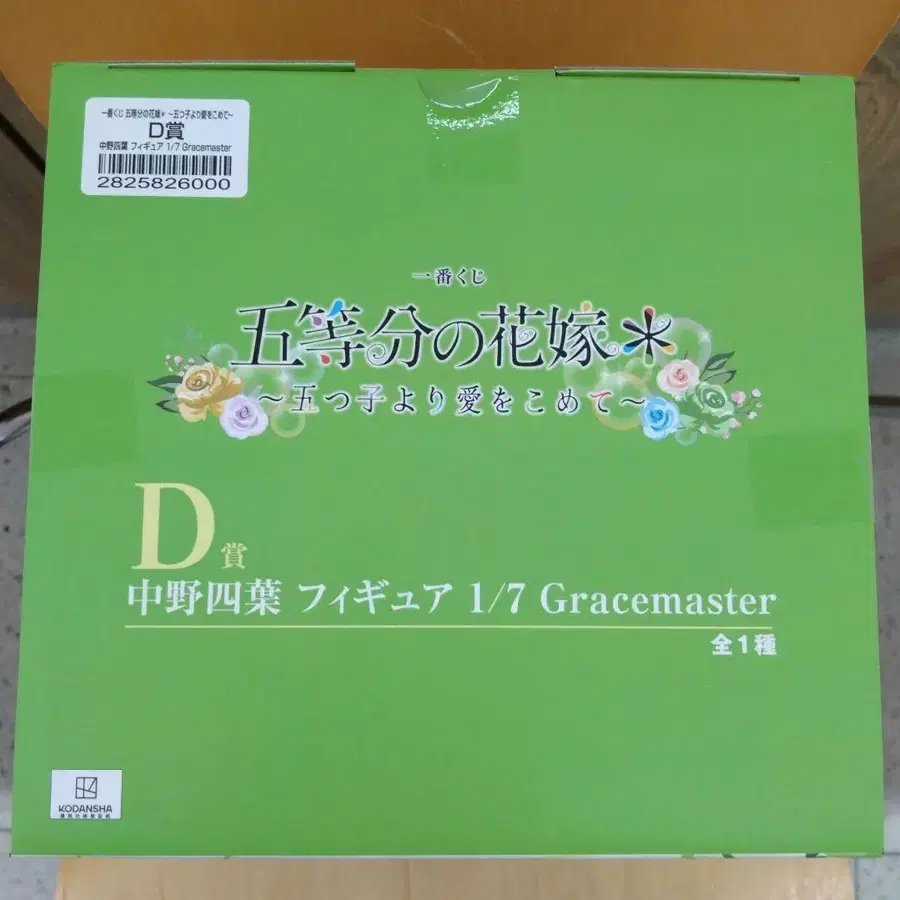 一番くじ 五等分の花嫁＊ ～五つ子より愛をこめて～
D賞
中野四葉 フィギュア 1/7 Gracemaster
2825826000
一番くじ
五等分の花嫁＊
～五つ子より愛をこめて～
D賞
中野四葉 フィギュア 1/7 Gracemaster
全1種
KODANSHA